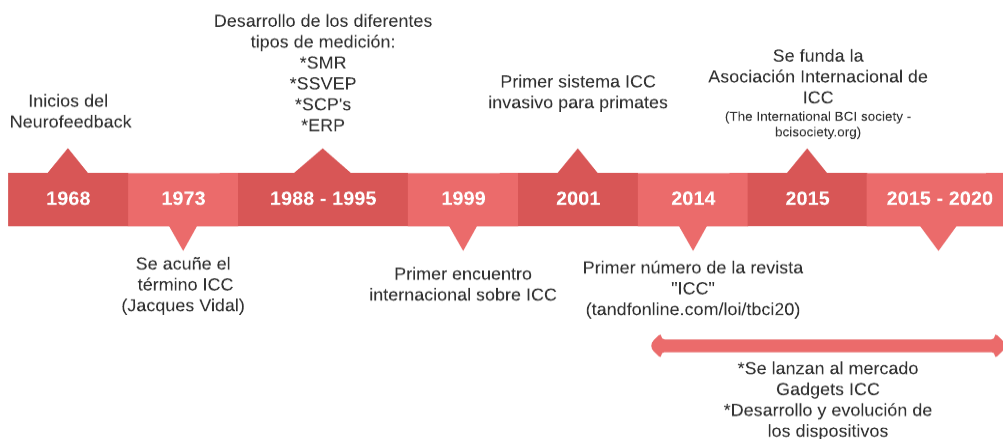 Desarrollo de los diferentes
tipos de medición:
*SMR
*SSVEP
*SCP's
*ERP
Inicios del
Neurofeedback
Primer sistema ICC
invasivo para primates
Se funda la
Asociación Internacional de
ICC
(The International BCI society -
bcisociety.org)
1968
1973
1988 - 1995
1999
2001
2014
2015
2015 - 2020
Se acuñe el
término ICC
(Jacques Vidal)
Primer encuentro
internacional sobre ICC
Primer número de la revista
"ICC"
(tandfonline.com/loi/tbci20)
*Se lanzan al mercado
Gadgets ICC
*Desarrollo y evolución de
los dispositivos